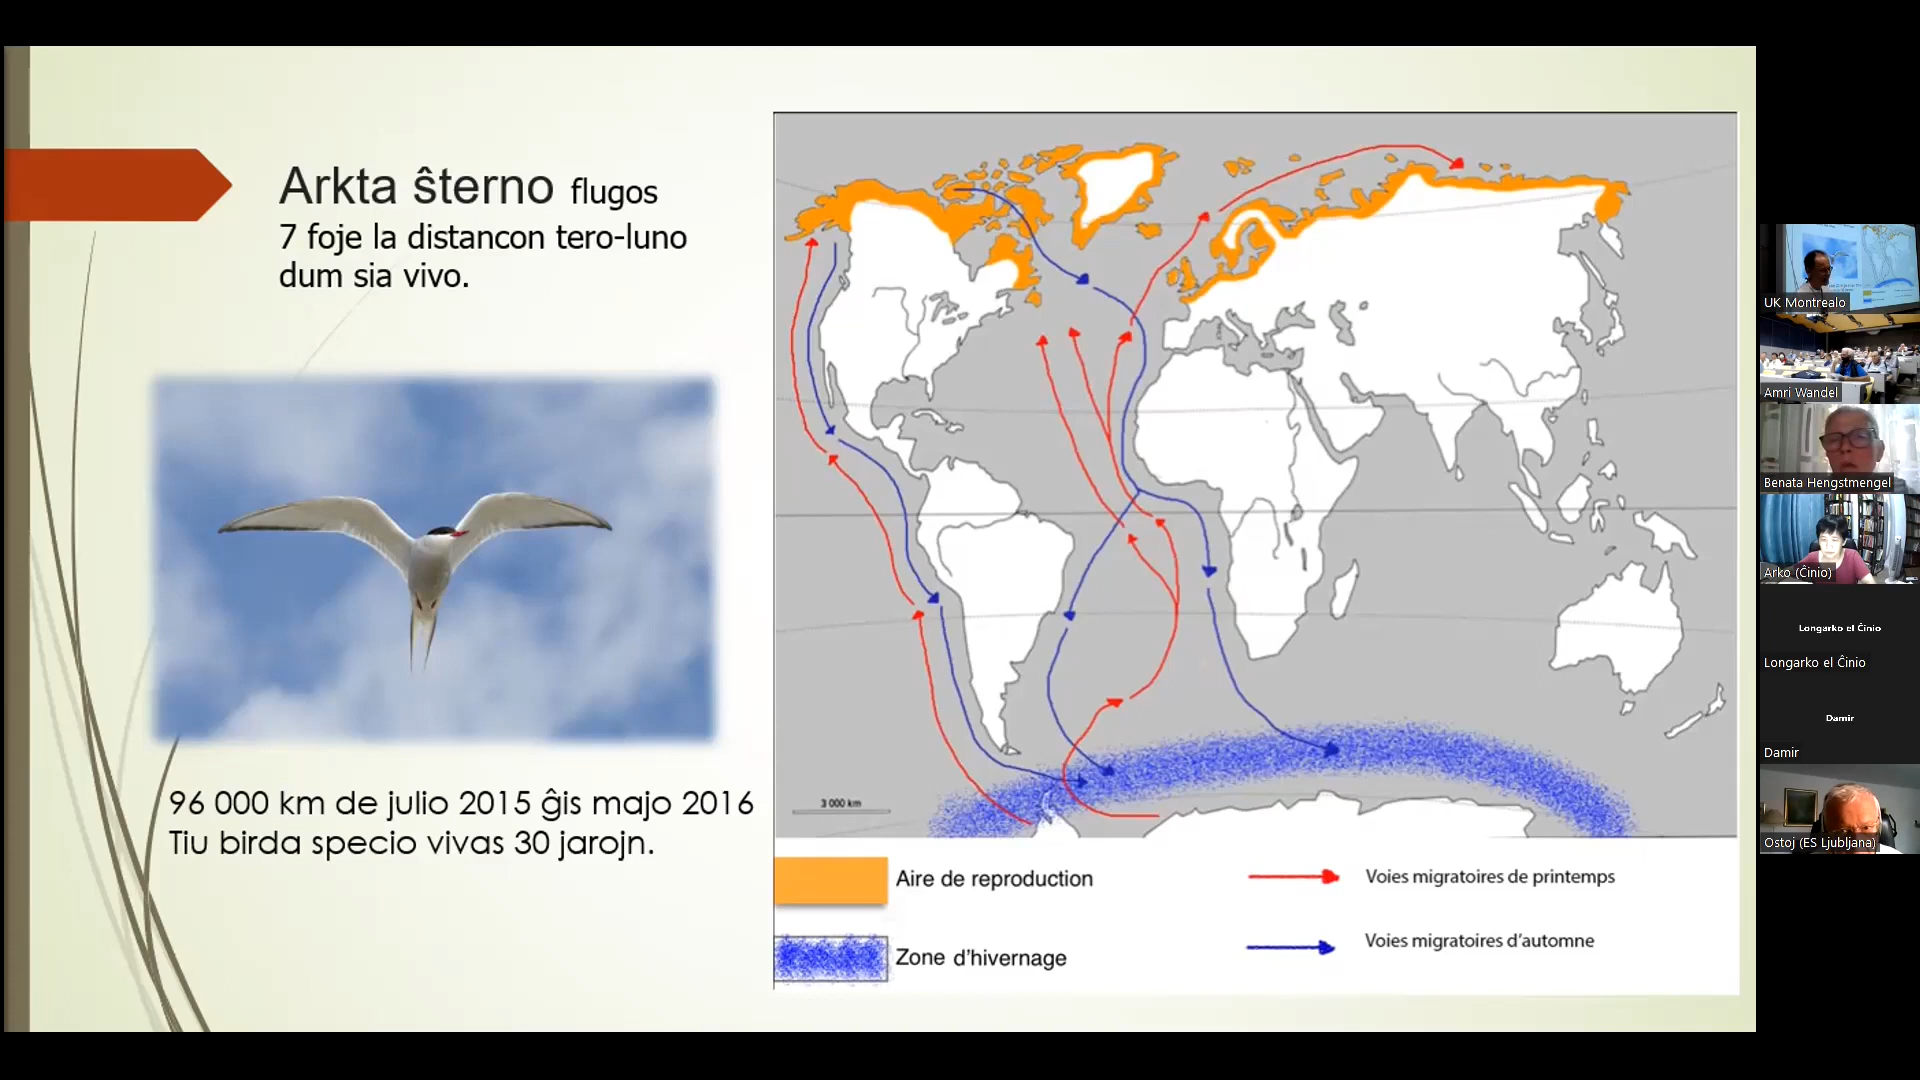 Arkta ŝterno flugos
7 foje la distancon tero-luno
dum sia vivo.
96 000 km de julio 2015 ĝis majo 2016
Tiu birda specio vivas 30 jarojn.
3 000 km
Aire de reproduction
Voies migratoires de printemps
Zone d'hivernage
Voies migratoires d'automne
UK Montrealo
Amri Wandel
Benata Hengstmengel
Arko (Ĉinio)
Longarko el Ĉinio
Longarko el Ĉinio
Damir
Damir
Ostoj (ES Ljubljana)